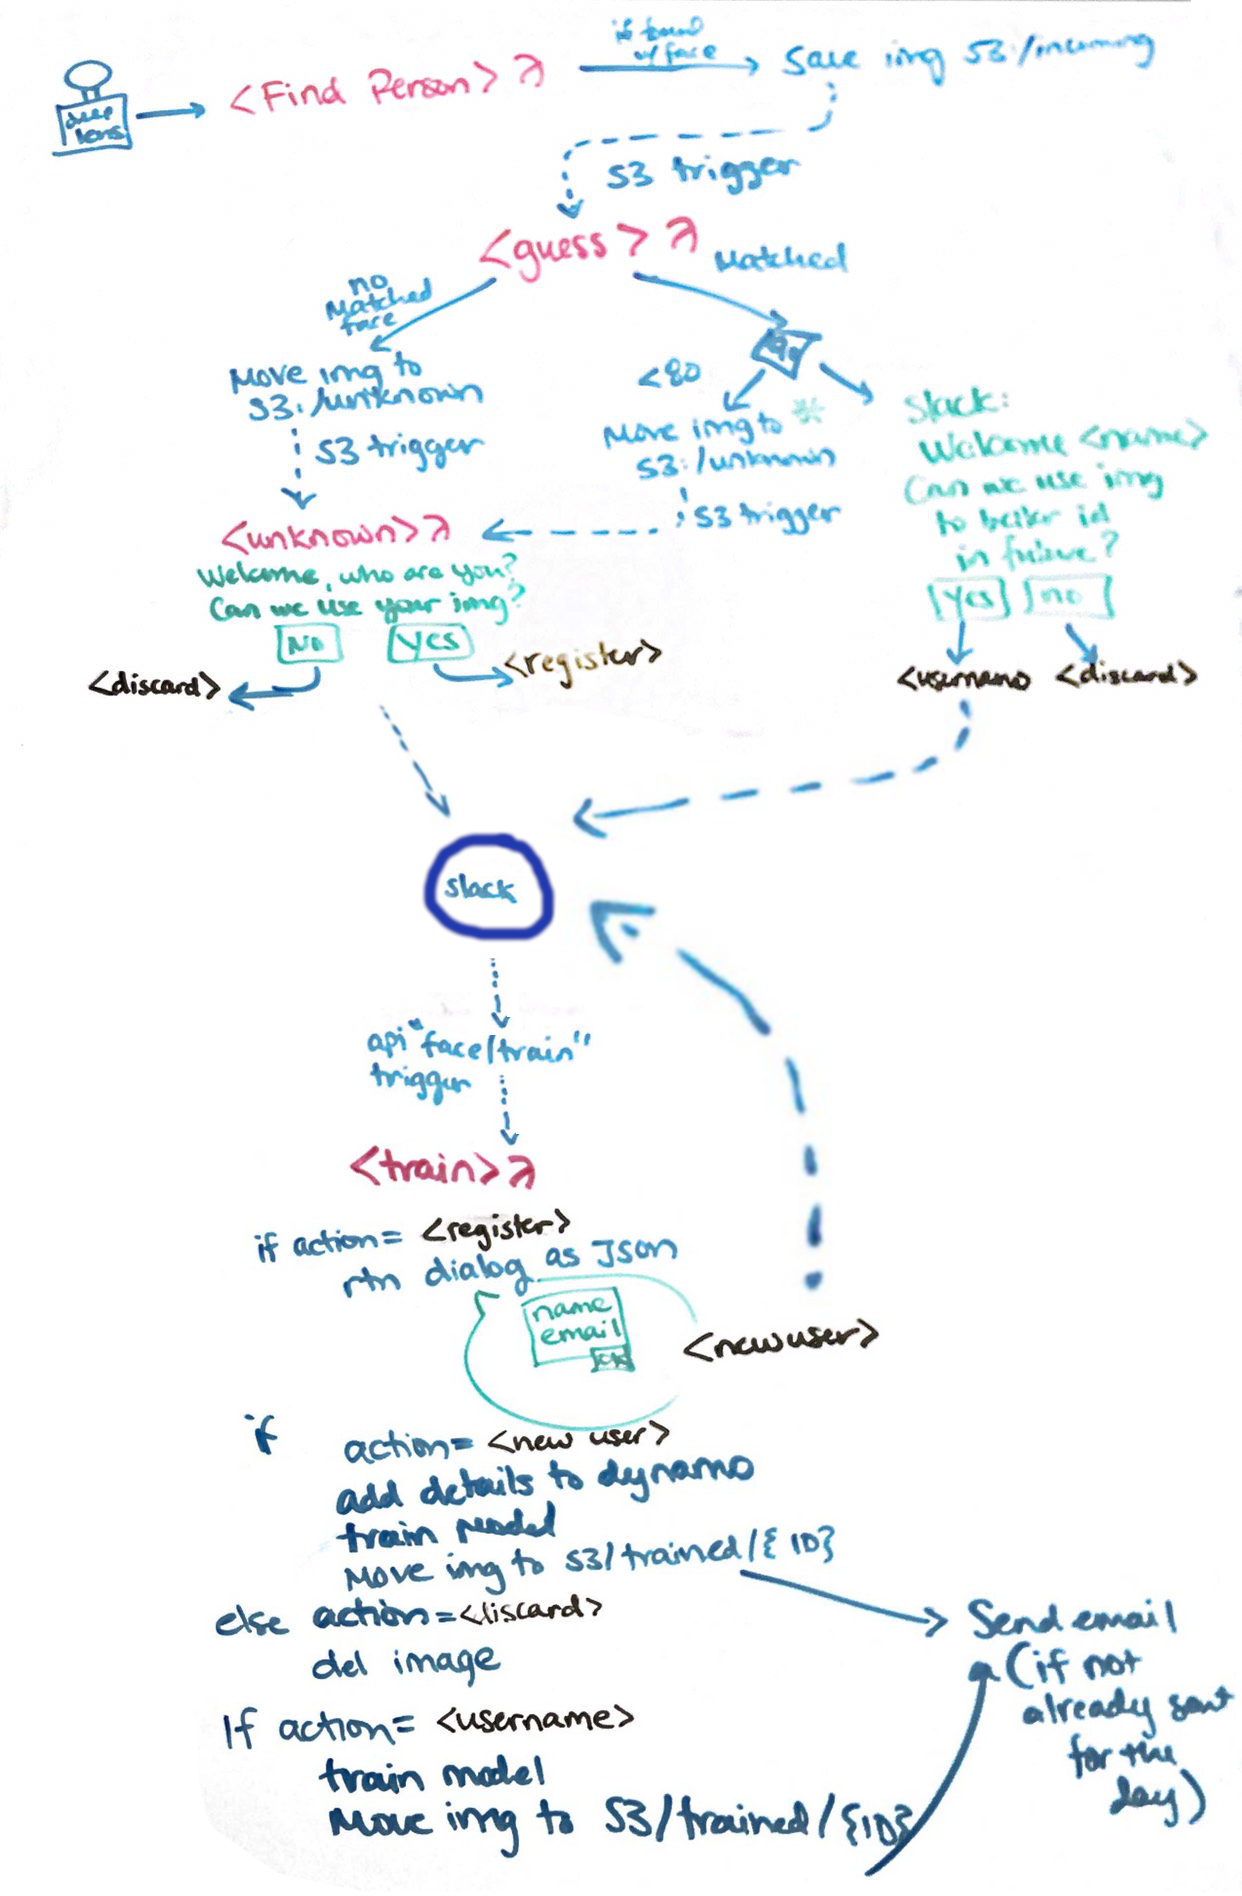 if found
w/face
deep
lens
<Find Person> λ
Save img S3:/incoming
S3 trigger
<guess> λ
Matched
no
Matched
face
Move img to
S3:/unknown
S3 trigger
<80
Move img to *
S3:/unknown
S3 trigger
Slack:
Welcome <name>
Can we use img
to better id
in future?
Yes no
<username <discard>
<unknown> λ
Welcome, who are you?
Can we use your img?
No Yes
<discard>
<register>
slack
api "face/train"
trigger
<train> λ
if action= <register>
rtn dialog as Json
name
email
ok
<newuser>
if action= <new user>
add details to dynamo
train model
Move img to S3/trained/{ID}
else action=<discard>
del image
If action= <username>
train model
Move img to S3/trained/{ID}
Send email
(if not
already sent
for the
day)